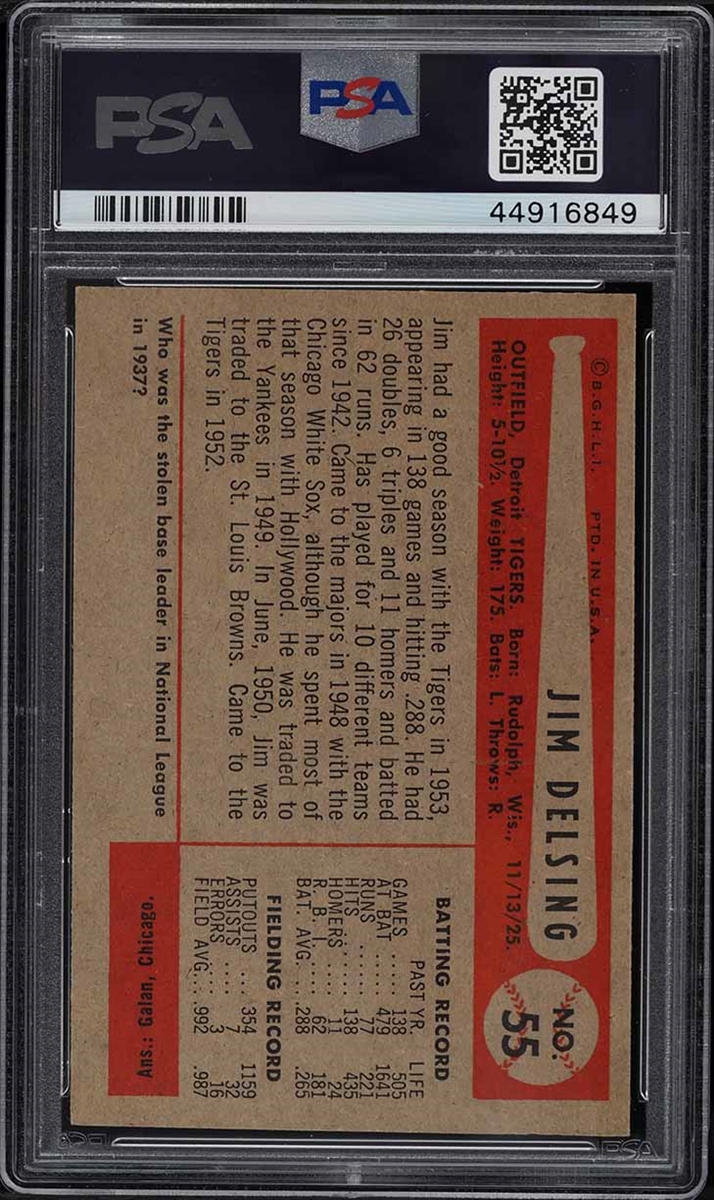 PSA
PSA
44916849
© B.G.H.L.I. PTD. IN U.S.A.
JIM DELSING
NO.
55
OUTFIELD, Detroit TIGERS. Born: Rudolph, Wis., 11/13/25.
Height: 5-10½. Weight: 175. Bats: L. Throws: R.
Jim had a good season with the Tigers in 1953,
appearing in 138 games and hitting .288. He had
26 doubles, 6 triples and 11 homers and batted
in 62 runs. Has played for 10 different teams
since 1942. Came to the majors in 1948 with the
Chicago White Sox, although he spent most of
that season with Hollywood. He was traded to
the Yankees in 1949. In June, 1950, Jim was
traded to the St. Louis Browns. Came to the
Tigers in 1952.
BATTING RECORD
PAST YR. LIFE
GAMES ..... 138 505
AT BAT ..... 479 1641
RUNS ...... 77 221
HITS ...... 138 435
HOMERS .... 11 24
R. B. I. .... 62 181
BAT. AVG. .. .288 .265
FIELDING RECORD
PUTOUTS ... 354 1159
ASSISTS .... 7 32
ERRORS .... 3 16
FIELD AVG. . .992 .987
Who was the stolen base leader in National League
in 1937?
Ans.: Galan, Chicago.
PSA